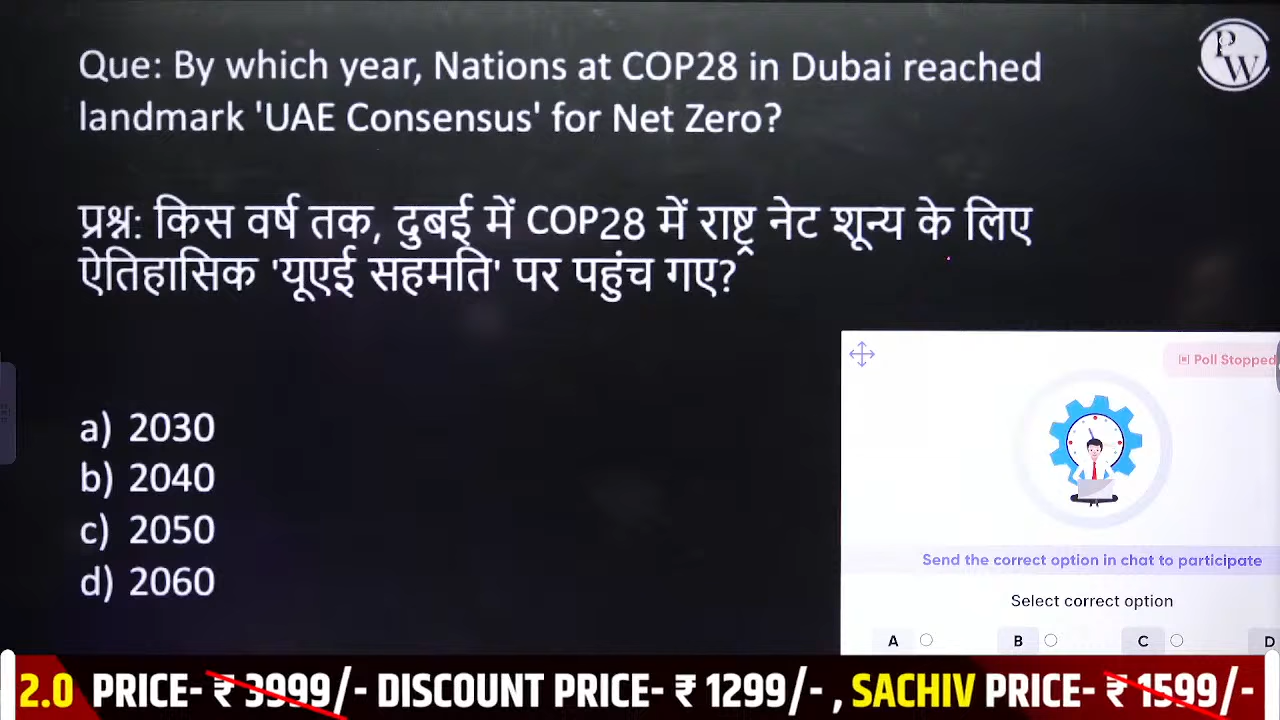 Que: By which year, Nations at COP28 in Dubai reached
landmark 'UAE Consensus' for Net Zero?
PW
प्रश्न: किस वर्ष तक, दुबई में COP28 में राष्ट्र नेट शून्य के लिए
ऐतिहासिक 'यूएई सहमति' पर पहुंच गए?
a) 2030
b) 2040
c) 2050
d) 2060
Poll Stopped
Send the correct option in chat to participate
Select correct option
A B C D
2.0 PRICE- ₹ 3999/- DISCOUNT PRICE- ₹ 1299/- , SACHIV PRICE- ₹ 1599/-